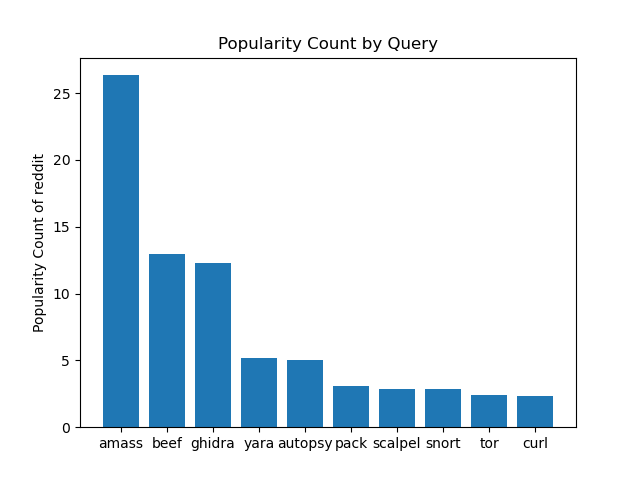 Popularity Count by Query
Popularity Count of reddit
25
20
15
10
5
0
amass beef ghidra yara autopsy pack scalpel snort tor curl